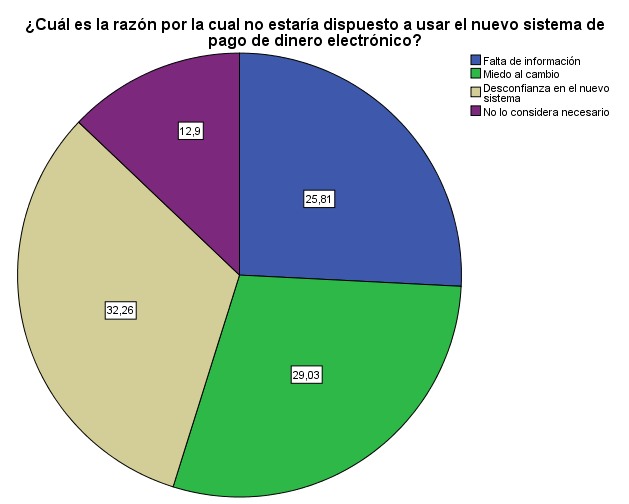 ¿Cuál es la razón por la cual no estaría dispuesto a usar el nuevo sistema de
pago de dinero electrónico?
Falta de información
Miedo al cambio
Desconfianza en el nuevo
sistema
No lo considera necesario
12,9
25,81
32,26
29,03